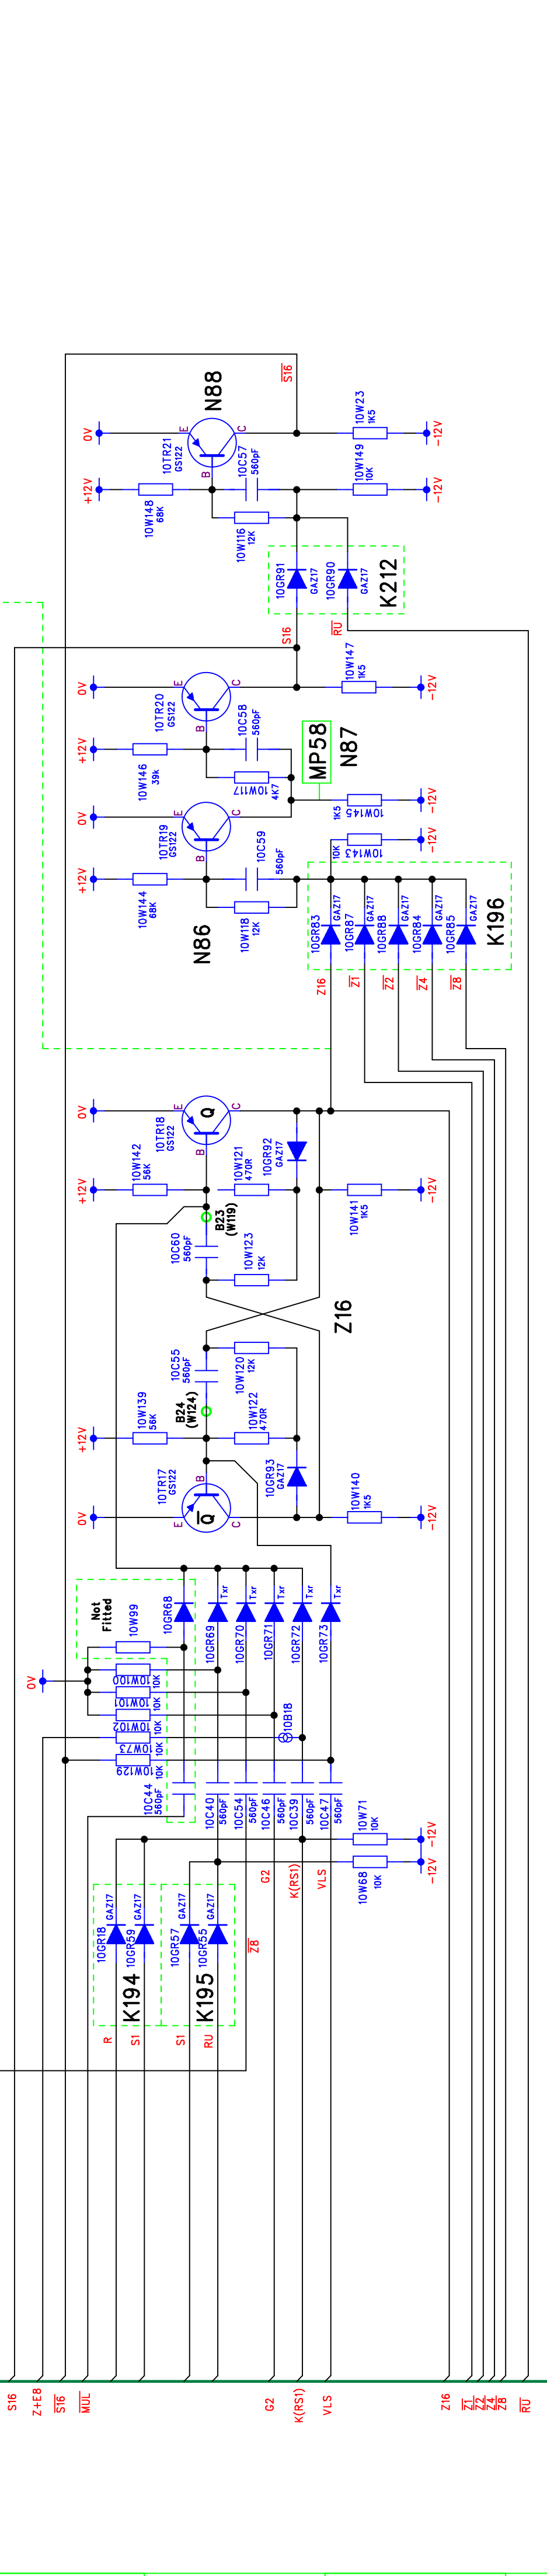 0V
+12V
E
10TR21
GS122
N88
B
C
10W148
68K
10C57
560pF
10W116
12K
S16
10W23
1K5
10W149
10K
-12V
-12V
10GR91
GAZ17
10GR90
GAZ17
K212
S16
RU
0V
+12V
E
10TR20
GS122
B
C
10W146
39k
10C58
560pF
10W117
4K7
10W147
1K5
-12V
MP58
N87
0V
+12V
E
10TR19
GS122
B
C
10W144
68K
10C59
560pF
10W118
12K
N86
1K5
10W145
-12V
10K
10W143
-12V
10GR83
GAZ17
10GR87
GAZ17
10GR88
GAZ17
10GR84
GAZ17
10GR85
GAZ17
K196
Z16
Z1
Z2
Z4
Z8
0V
+12V
E
10TR18
GS122
Q
B
C
10W142
56K
10W121
470R
10GR92
GAZ17
B23
(W119)
10C60
560pF
10W123
12K
10W141
1K5
-12V
Z16
10C55
560pF
10W120
12K
B24
(W124)
10W122
470R
+12V
10W139
56K
10GR93
GAZ17
0V
10TR17
GS122
Q
B
E
C
10W140
1K5
-12V
Not
Fitted
10W99
10GR68
10GR69
Txr
10GR70
Txr
10GR71
Txr
10GR72
Txr
10GR73
Txr
0V
10W100
10K
10W101
10K
10W102
10K
10W73
10K
10W129
10K
10B18
10C44
560pF
10C40
560pF
10C54
560pF
10C46
560pF
10C39
560pF
10C47
560pF
10W71
10K
10W68
10K
-12V
-12V
G2
K(RS1)
VLS
10GR18
GAZ17
10GR59
GAZ17
10GR57
GAZ17
10GR55
GAZ17
K194
K195
Z8
R
S1
S1
RU
S16
Z+E8
S16
MUL
G2
K(RS1)
VLS
Z16
Z1
Z2
Z4
Z8
RU